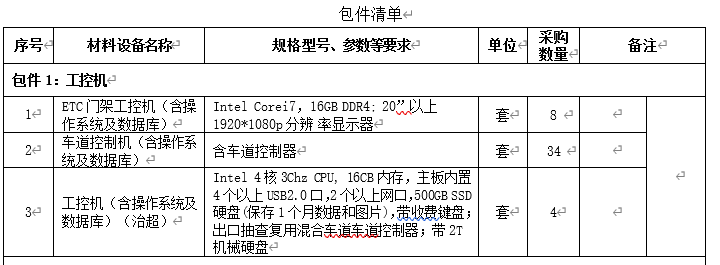 包件清单
序号 材料设备名称 规格型号、参数等要求 单位 采购数量 备注
包件 1：工控机
1 ETC 门架工控机（含操作系统及数据库） Intel Corei7，16GB DDR4；20”以上 1920*1080p 分辨 率显示器 套 8
2 车道控制机（含操作系统及数据库） 含车道控制器 套 34
3 工控机（含操作系统及数据库）（治超） Intel 4 核 3Ghz CPU, 16CB 内存，主板内置 4 个以上 USB2.0 口,2 个以上网口,500GB SSD 硬盘(保存 1 个月数据和图片),带收费键盘；出口抽查复用混合车道车道控制器；带 2T 机械硬盘 套 4